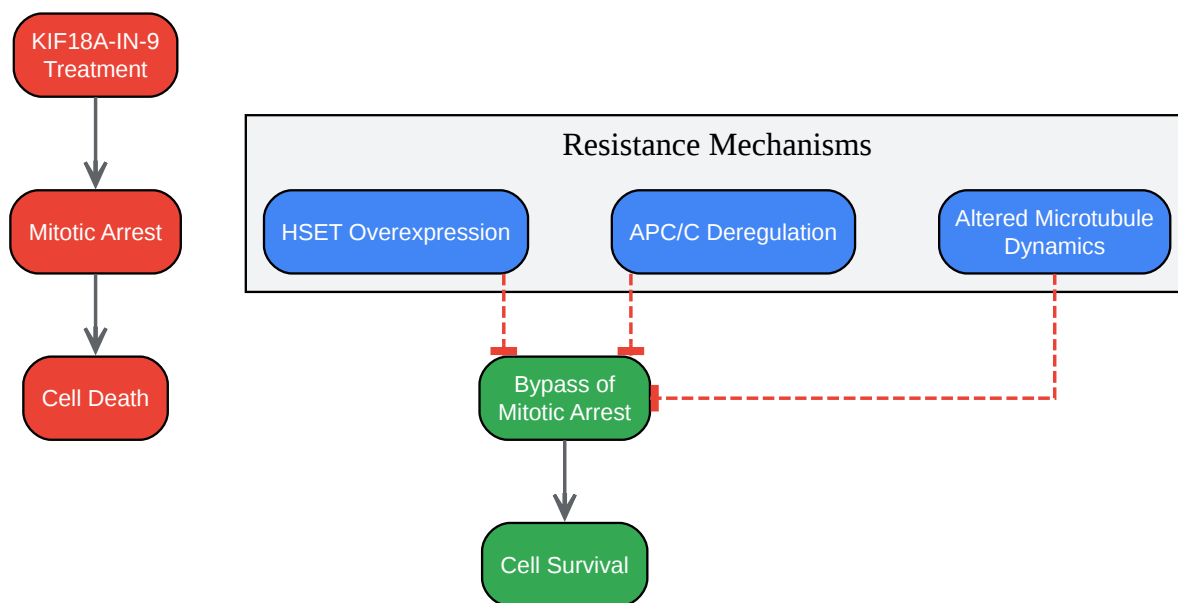 KIF18A-IN-9
Treatment
Resistance Mechanisms
Mitotic Arrest
HSET Overexpression
APC/C Deregulation
Altered Microtubule
Dynamics
Cell Death
Bypass of
Mitotic Arrest
Cell Survival